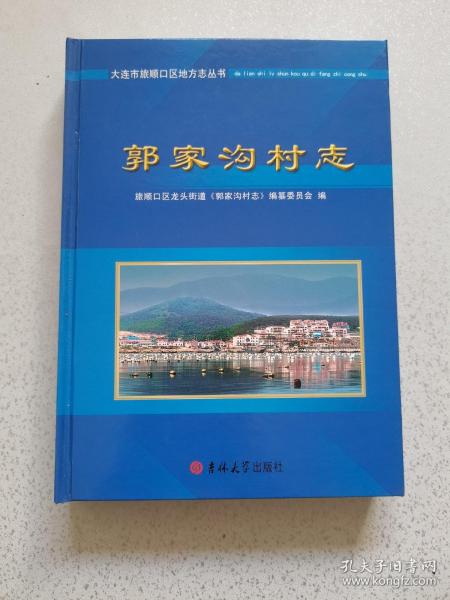 大连市旅顺口区地方志丛书 da lian shi lv shun kou qu di fang zhi cong shu
郭家沟村志
旅顺口区龙头街道《郭家沟村志》编纂委员会 编
吉林大学出版社
孔夫子旧书网
www.kongfz.com